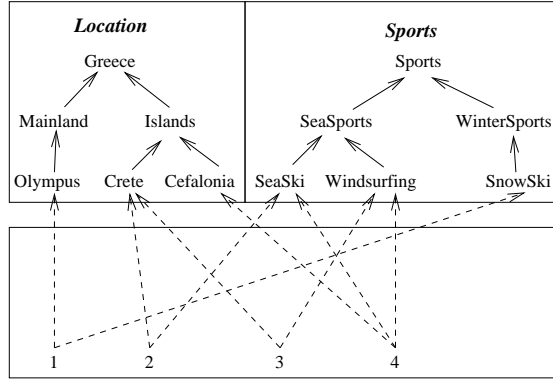 Location Sports
Greece Sports
Mainland Islands SeaSports WinterSports
Olympus Crete Cefalonia SeaSki Windsurfing SnowSki
1 2 3 4